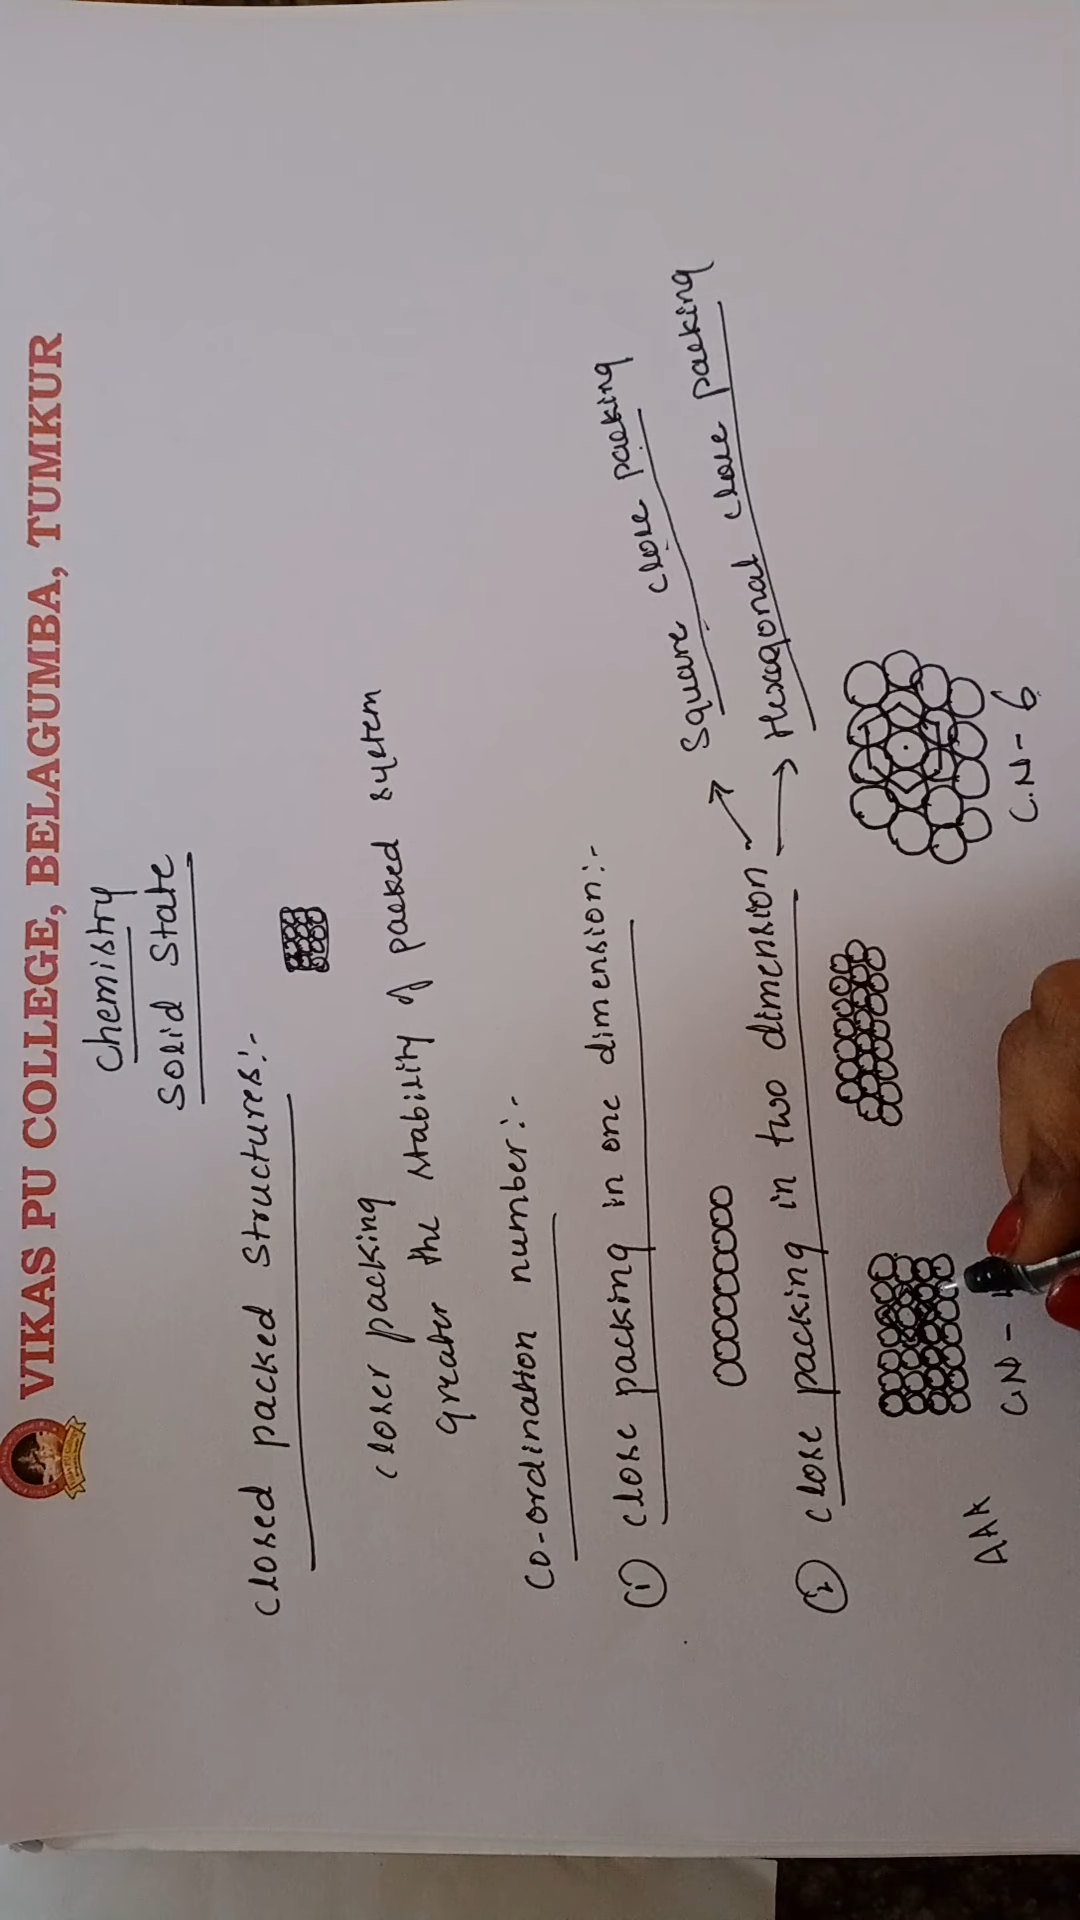 VIKAS PU COLLEGE, BELAGUMBA, TUMKUR
Chemistry
Solid State
Closed packed Structures:-
Closer packing
greater the stability of packed system
Co-ordination number:-
① Close packing in one dimension:-
② Close packing in two dimension
Square close packing
Hexagonal close packing
AAA
C.N -
C.N - 6